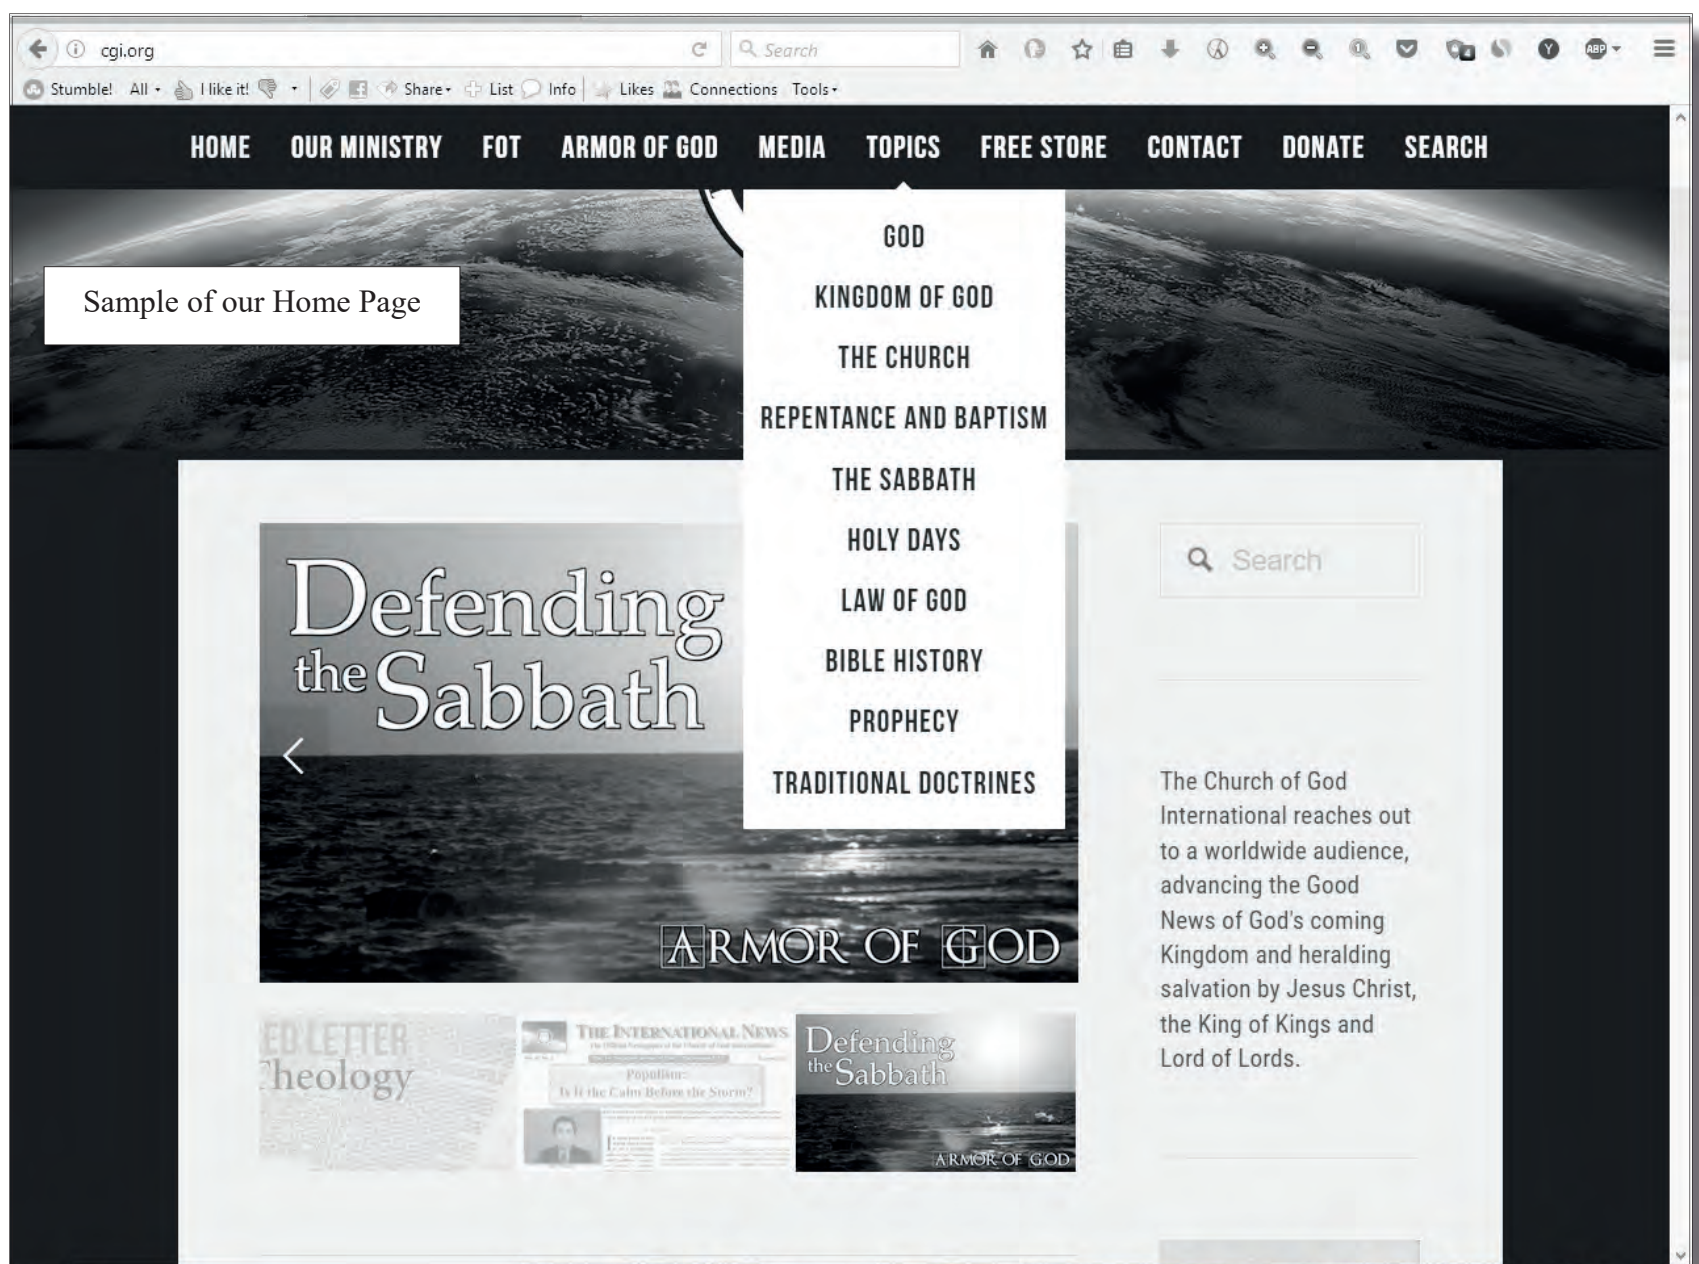 cgi.org
Search
ABP
Stumble! All I like it! Share List Info Likes Connections Tools
HOME OUR MINISTRY FOT ARMOR OF GOD MEDIA TOPICS FREE STORE CONTACT DONATE SEARCH
Sample of our Home Page
GOD
KINGDOM OF GOD
THE CHURCH
REPENTANCE AND BAPTISM
THE SABBATH
HOLY DAYS
LAW OF GOD
BIBLE HISTORY
PROPHECY
TRADITIONAL DOCTRINES
Defending
the Sabbath
ARMOR OF GOD
Search
The Church of God
International reaches out
to a worldwide audience,
advancing the Good
News of God's coming
Kingdom and heralding
salvation by Jesus Christ,
the King of Kings and
Lord of Lords.
ED LETTER
Theology
THE INTERNATIONAL NEWS
Populism:
Is It the Calm Before the Storm?
Defending
the Sabbath
ARMOR OF GOD